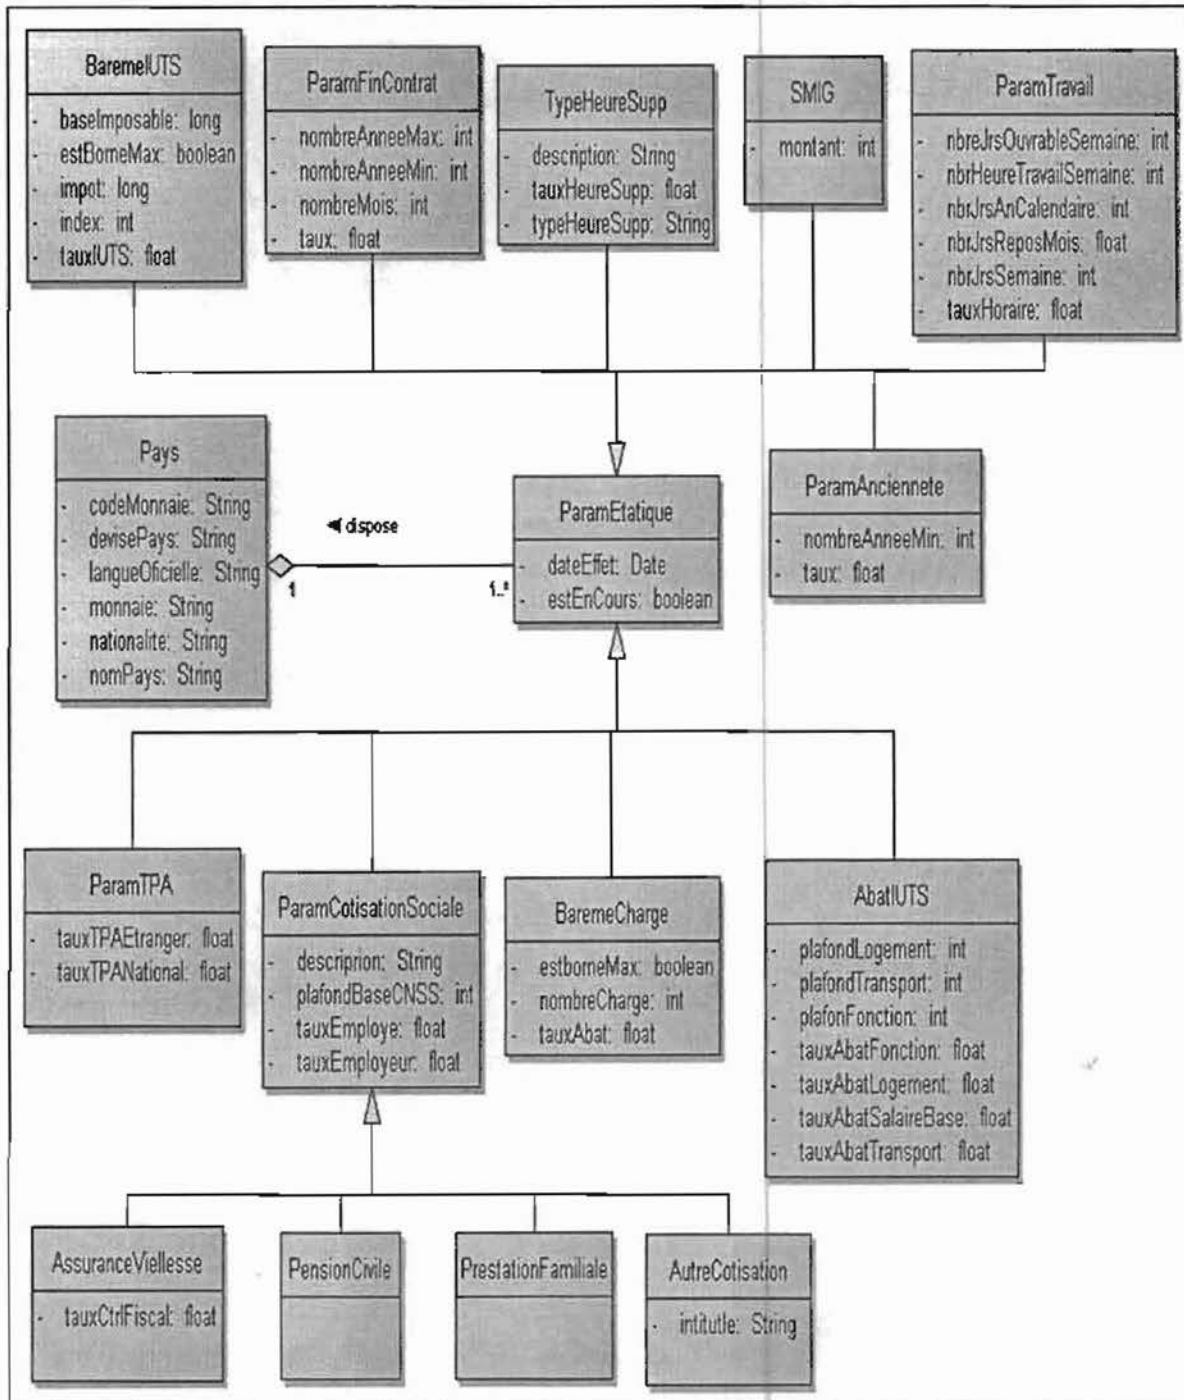 BaremeIUTS
- baseImposable: long
- estBorneMax: boolean
- impot: long
- index: int
- tauxIUTS: float
ParamFinContrat
- nombreAnneeMax: int
- nombreAnneeMin: int
- nombreMois: int
- taux: float
TypeHeureSupp
- description: String
- tauxHeureSupp: float
- typeHeureSupp: String
SMIG
- montant: int
ParamTravail
- nbreJrsOuvrableSemaine: int
- nbrHeureTravailSemaine: int
- nbrJrsAnCalendaire: int
- nbrJrsReposMois: float
- nbrJrsSemaine: int
- tauxHoraire: float
Pays
- codeMonnaie: String
- devisePays: String
- langueOficielle: String
- monnaie: String
- nationalite: String
- nomPays: String
◄ dispose
1
1..*
ParamEtatique
- dateEffet: Date
- estEnCours: boolean
ParamAnciennete
- nombreAnneeMin: int
- taux: float
ParamTPA
- tauxTPAEtranger: float
- tauxTPANational: float
ParamCotisationSociale
- descriprion: String
- plafondBaseCNSS: int
- tauxEmploye: float
- tauxEmployeur: float
BaremeCharge
- estborneMax: boolean
- nombreCharge: int
- tauxAbat: float
AbatIUTS
- plafondLogement: int
- plafondTransport: int
- plafonFonction: int
- tauxAbatFonction: float
- tauxAbatLogement: float
- tauxAbatSalaireBase: float
- tauxAbatTransport: float
AssuranceViellesse
- tauxCtrlFiscal: float
PensionCivile
PrestationFamiliale
AutreCotisation
- intitutle: String